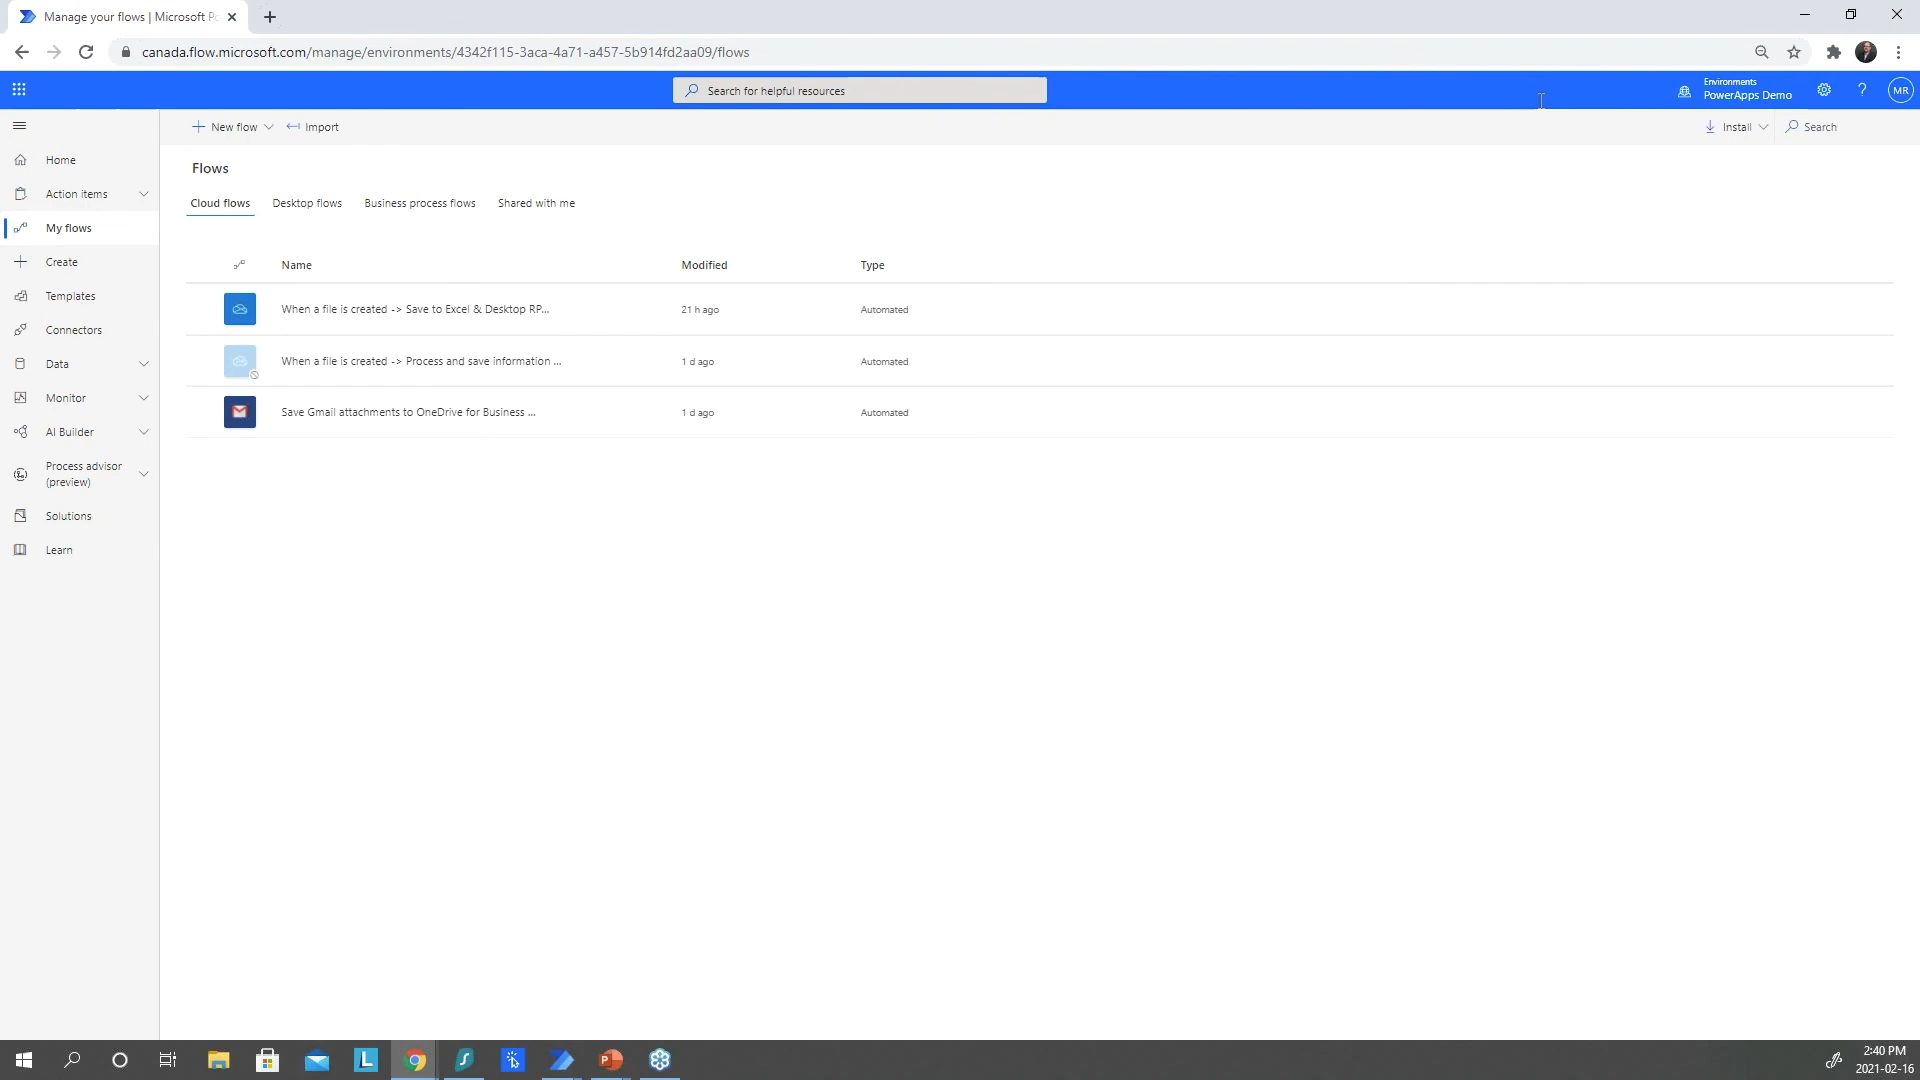 Manage your flows | Microsoft Po
canada.flow.microsoft.com/manage/environments/4342f115-3aca-4a71-a457-5b914fd2aa09/flows
Search for helpful resources
Environments
PowerApps Demo
MR
New flow
Import
Install
Search
Home
Action items
My flows
Create
Templates
Connectors
Data
Monitor
AI Builder
Process advisor
(preview)
Solutions
Learn
Flows
Cloud flows
Desktop flows
Business process flows
Shared with me
Name
Modified
Type
When a file is created -> Save to Excel & Desktop RP...
21 h ago
Automated
When a file is created -> Process and save information ...
1 d ago
Automated
Save Gmail attachments to OneDrive for Business ...
1 d ago
Automated
2:40 PM
2021-02-16